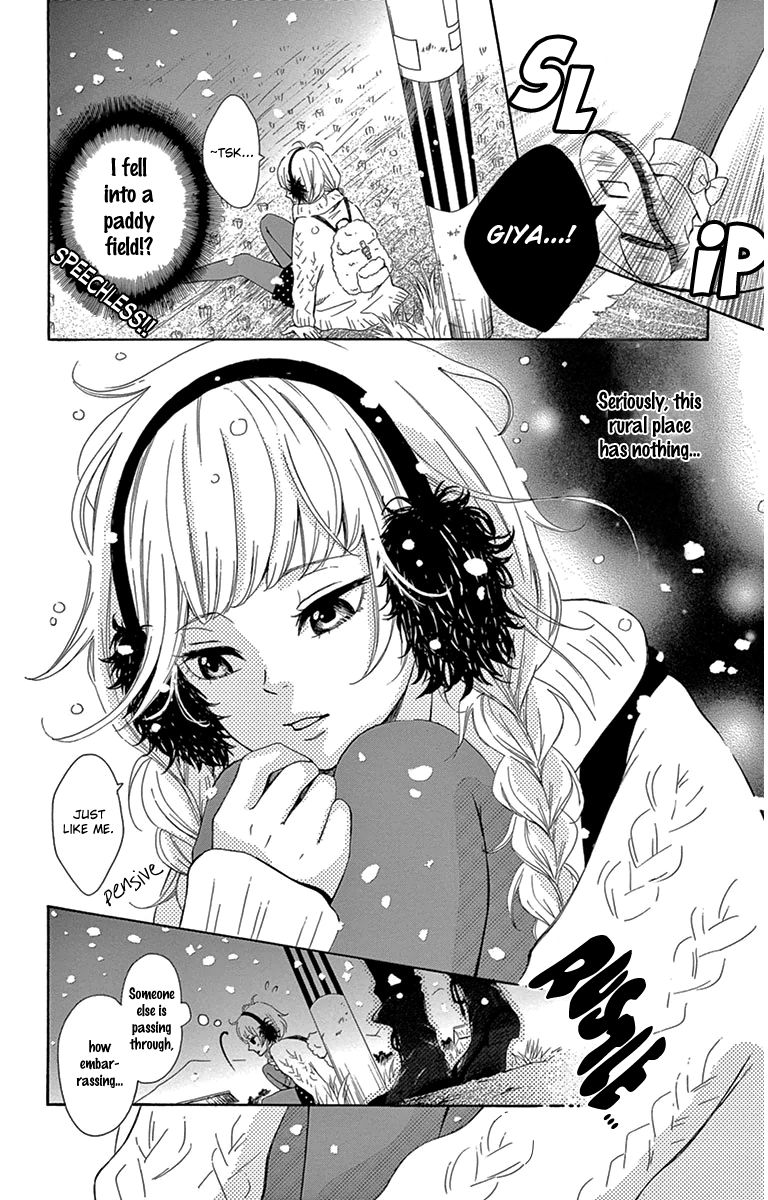 SL
iP
GIYA...!
~TSK...
I fell
into a
paddy
field!?
SPEECHLESS!!
Seriously, this
rural place
has nothing...
JUST
LIKE ME.
pensive
RUSTLE...
Someone
else is
passing
through,
how
embar-
rassing...